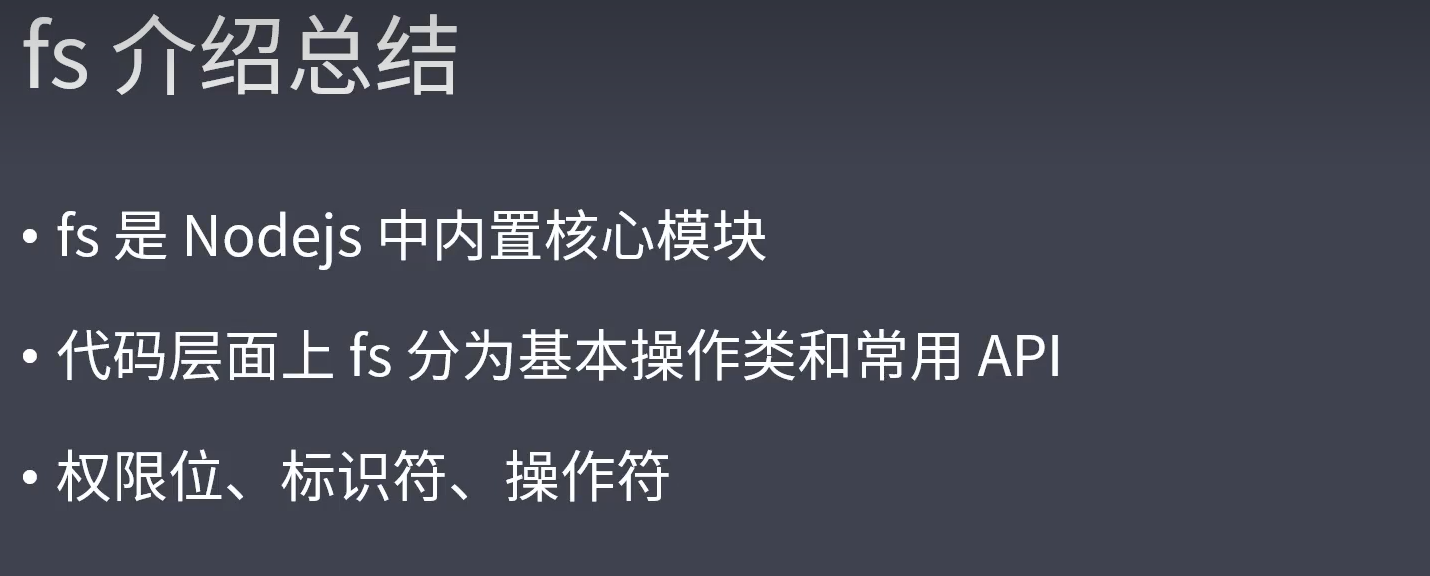 fs 介绍总结
• fs 是 Nodejs 中内置核心模块
• 代码层面上 fs 分为基本操作类和常用 API
• 权限位、标识符、操作符